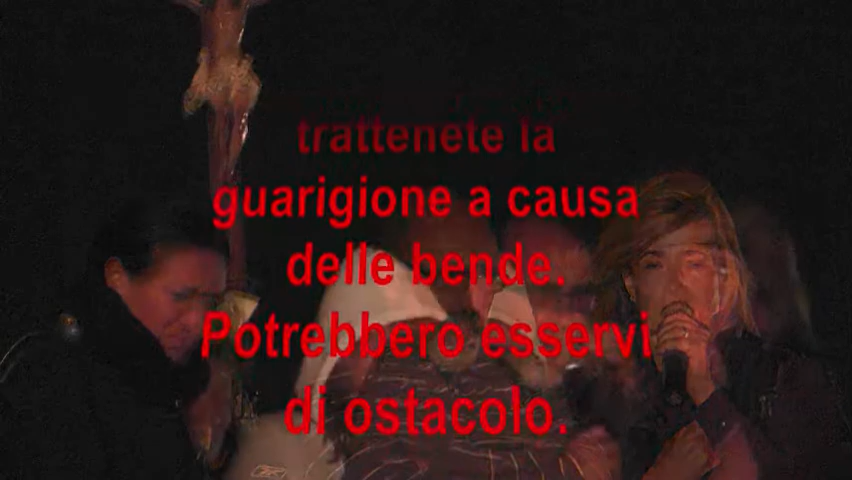 trattenete la
guarigione a causa
delle bende.
Potrebbero esservi
di ostacolo.